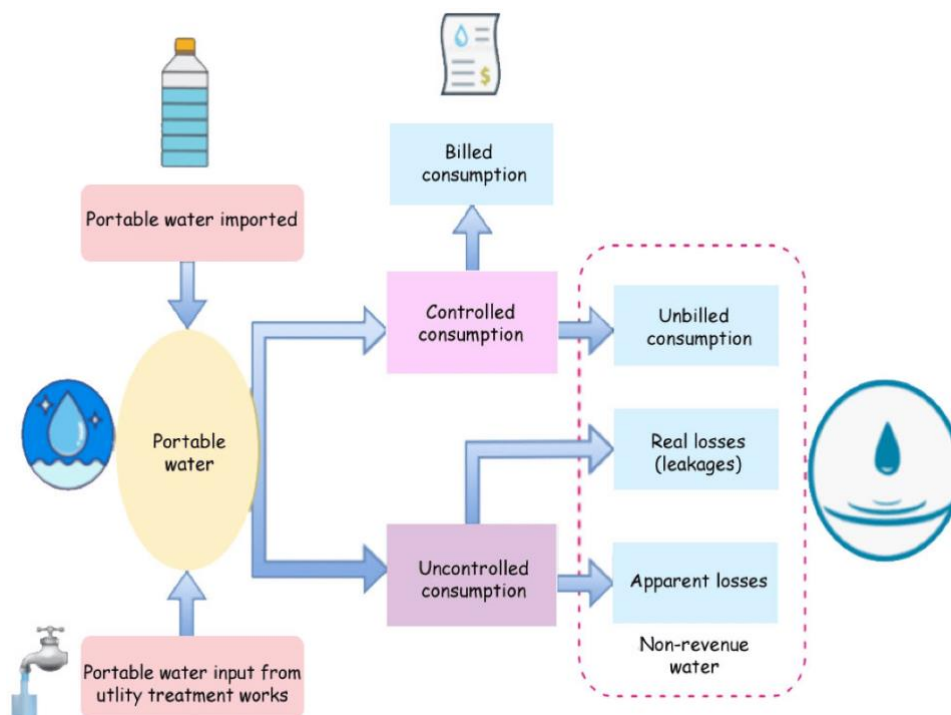 $
Billed
consumption
Portable water imported
Controlled
consumption
Unbilled
consumption
Portable
water
Real losses
(leakages)
Uncontrolled
consumption
Apparent losses
Non-revenue
water
Portable water input from
utlity treatment works